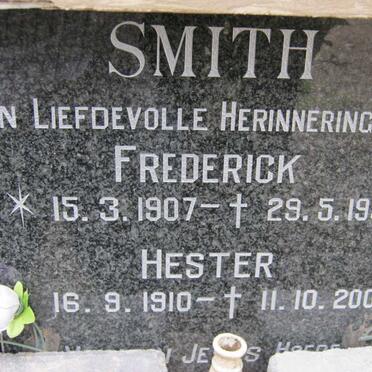 SMITH
LIEFDEVOLLE HERINNERING
FREDERICK
* 15.3.1907 – † 29.5.19
HESTER
16.9.1910 – † 11.10.200